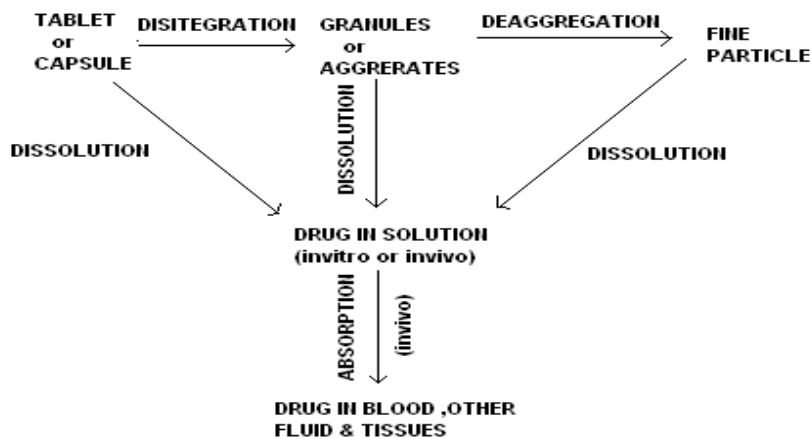 TABLET
or
CAPSULE
DISITEGRATION
GRANULES
or
AGGRERATES
DEAGGREGATION
FINE
PARTICLE
DISSOLUTION
DISSOLUTION
DISSOLUTION
DRUG IN SOLUTION
(invitro or invivo)
ABSORPTION
(invivo)
DRUG IN BLOOD ,OTHER
FLUID & TISSUES